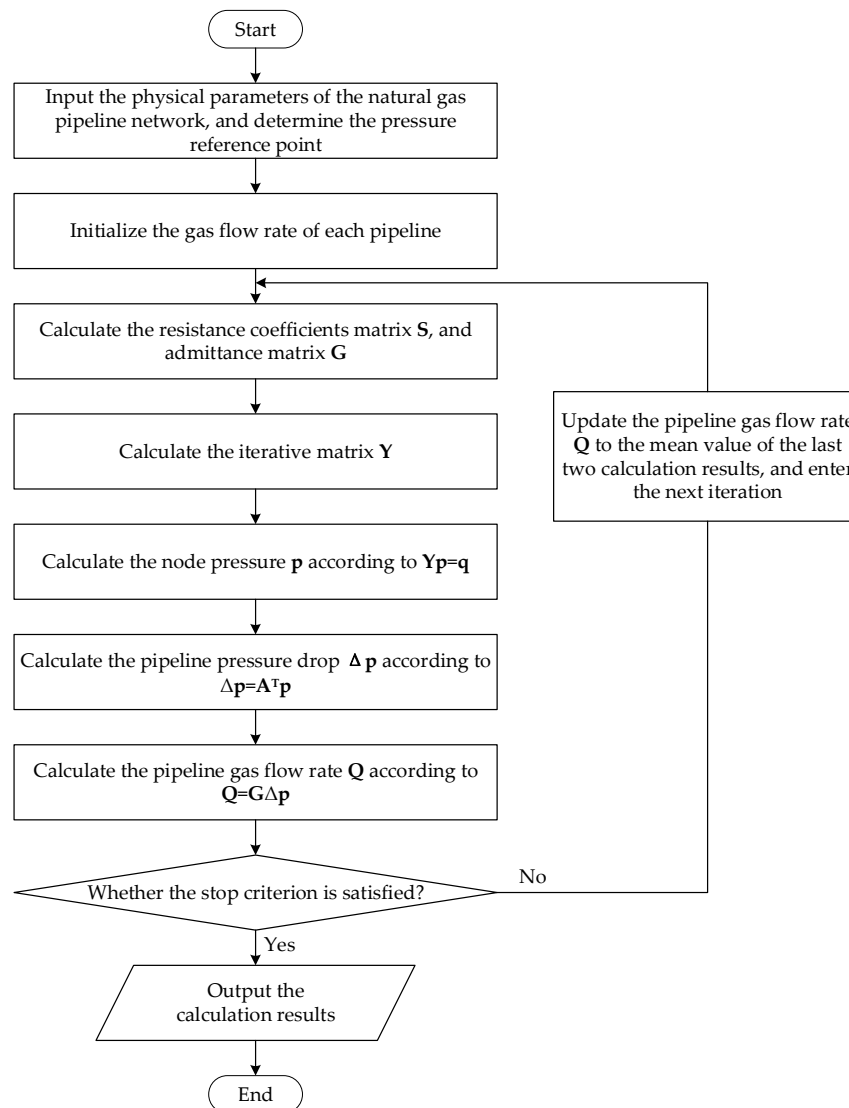 Start
Input the physical parameters of the natural gas
pipeline network, and determine the pressure
reference point
Initialize the gas flow rate of each pipeline
Calculate the resistance coefficients matrix S, and
admittance matrix G
Calculate the iterative matrix Y
Calculate the node pressure p according to Yp=q
Calculate the pipeline pressure drop Δp according to
Δp=Aᵀp
Calculate the pipeline gas flow rate Q according to
Q=GΔp
Whether the stop criterion is satisfied?
No
Update the pipeline gas flow rate
Q to the mean value of the last
two calculation results, and enter
the next iteration
Yes
Output the
calculation results
End